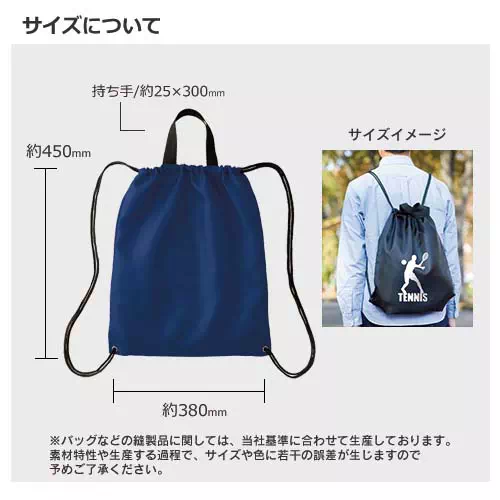 サイズについて
持ち手/約25×300mm
約450mm
サイズイメージ
TENNIS
約380mm
※バッグなどの縫製品に関しては、当社基準に合わせて生産しております。
素材特性や生産する過程で、サイズや色に若干の誤差が生じますので
予めご了承ください。